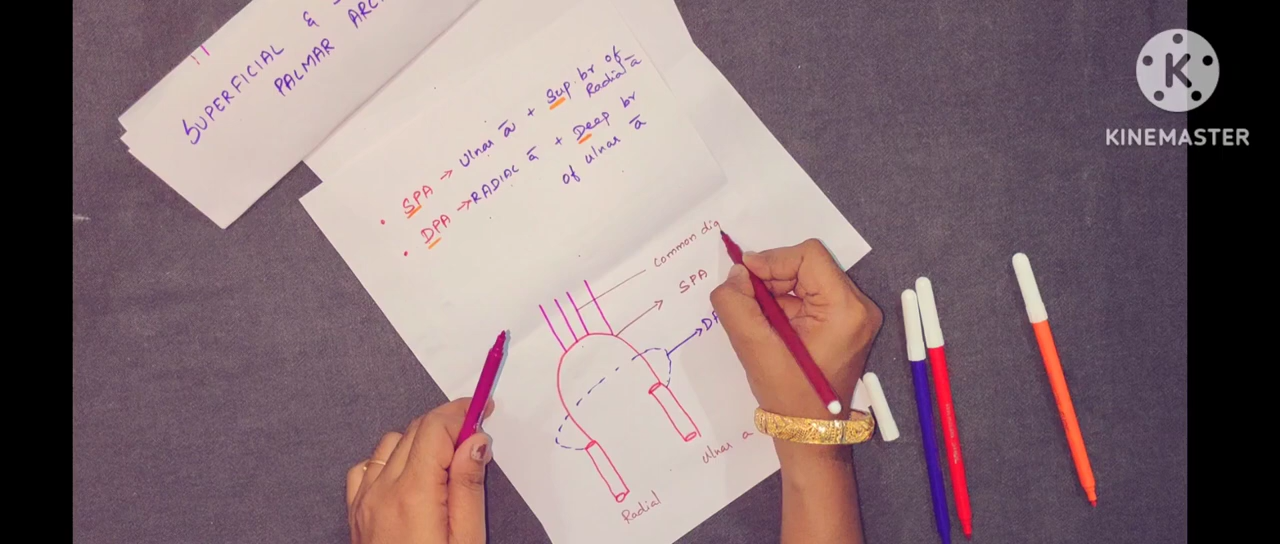 SUPERFICIAL &
PALMAR ARC
• SPA → Ulnar ā + Sup br of
Radial ā
• DPA → RADIAL ā + Deep br
of ulnar ā
Common dig
SPA
DP
Ulnar a
Radial
KINEMASTER